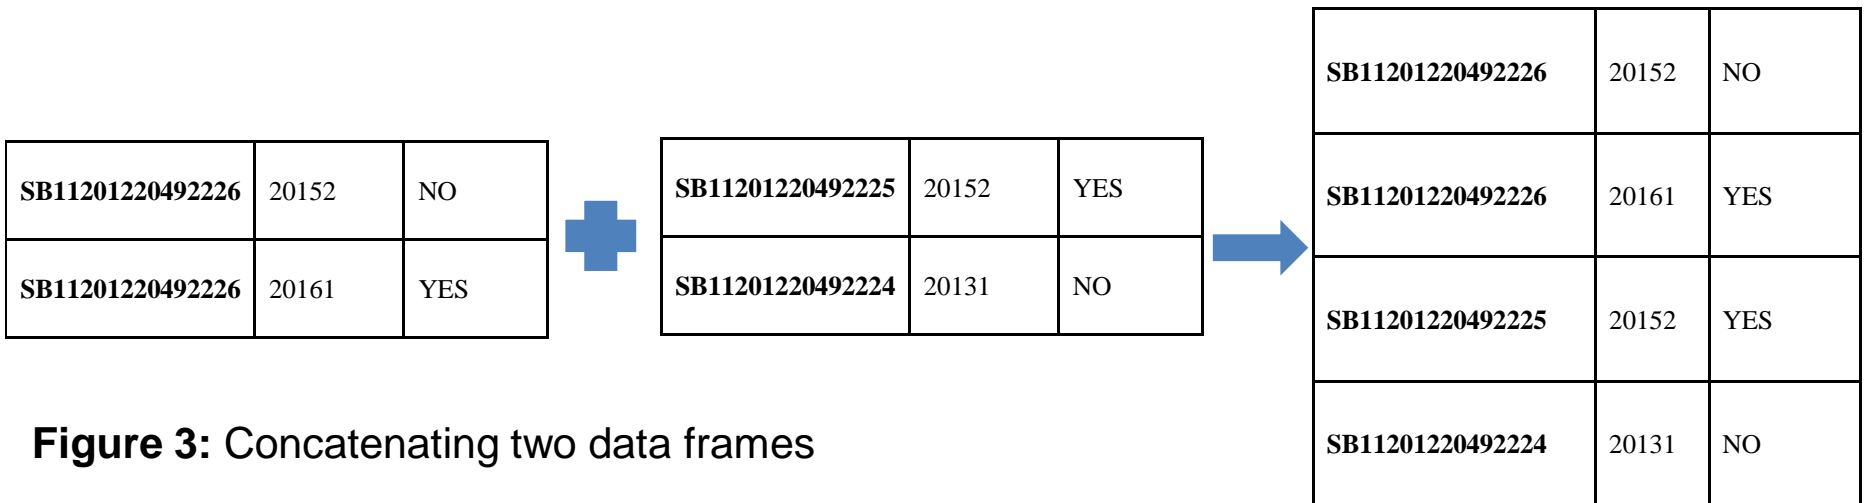 SB11201220492226 20152 NO
SB11201220492226 20161 YES
SB11201220492225 20152 YES
SB11201220492224 20131 NO
SB11201220492226 20152 NO
SB11201220492226 20161 YES
SB11201220492225 20152 YES
SB11201220492224 20131 NO
Figure 3: Concatenating two data frames